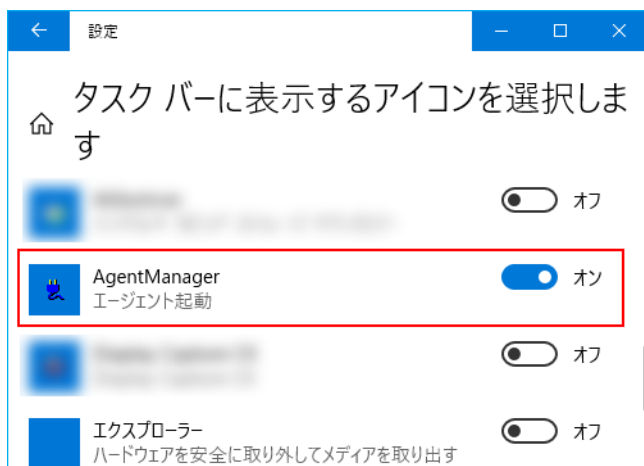 設定
タスク バーに表示するアイコンを選択しま
す
オフ
AgentManager
エージェント起動
オン
オフ
エクスプローラー
ハードウェアを安全に取り外してメディアを取り出す
オフ